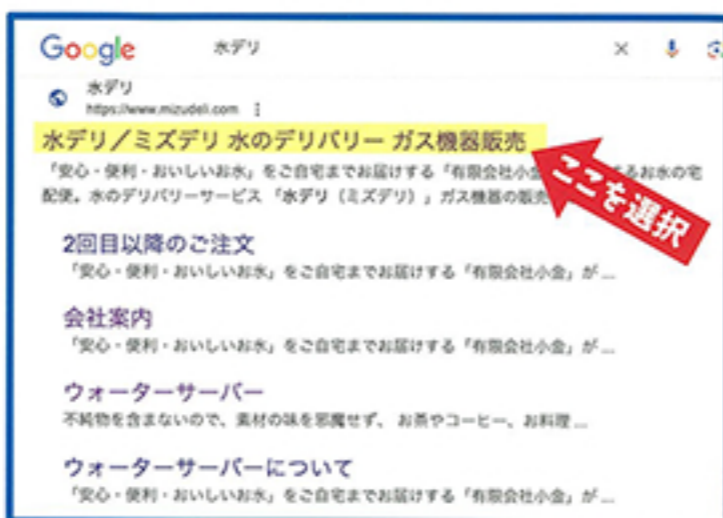 Google 水デリ
水デリ
https://www.mizudeli.com
水デリ/ミズデリ 水のデリバリー ガス機器販売
「安心・便利・おいしいお水」をご自宅までお届けする「有限会社小金 するお水の宅
配便。水のデリバリーサービス 「水デリ(ミズデリ)」ガス機器の販売
ここを選択
2回目以降のご注文
「安心・便利・おいしいお水」をご自宅までお届けする「有限会社小金」が ...
会社案内
「安心・便利・おいしいお水」をご自宅までお届けする「有限会社小金」が ...
ウォーターサーバー
不純物を含まないので、素材の味を邪魔せず、 お茶やコーヒー、お料理 ...
ウォーターサーバーについて
「安心・便利・おいしいお水」をご自宅までお届けする「有限会社小金」が ...